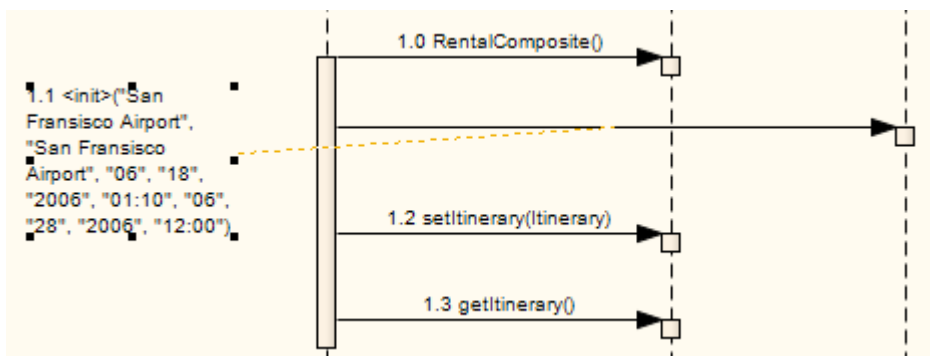 1.0 RentalComposite()
1.1 <init>("San
Fransisco Airport",
"San Fransisco
Airport", "06", "18",
"2006", "01:10", "06",
"28", "2006", "12:00")
1.2 setItinerary(Itinerary)
1.3 getItinerary()